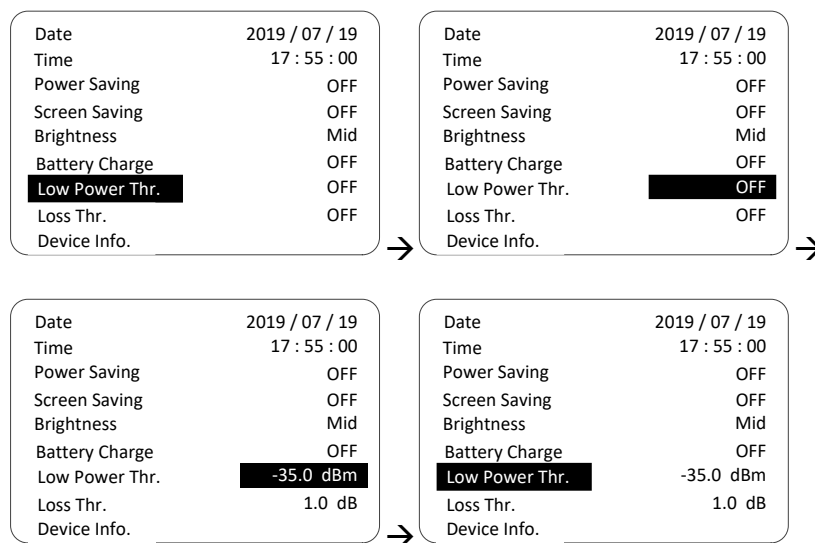 Date 2019 / 07 / 19
Time 17 : 55 : 00
Power Saving OFF
Screen Saving OFF
Brightness Mid
Battery Charge OFF
Low Power Thr. OFF
Loss Thr. OFF
Device Info.
→
Date 2019 / 07 / 19
Time 17 : 55 : 00
Power Saving OFF
Screen Saving OFF
Brightness Mid
Battery Charge OFF
Low Power Thr. OFF
Loss Thr. OFF
Device Info.
→
Date 2019 / 07 / 19
Time 17 : 55 : 00
Power Saving OFF
Screen Saving OFF
Brightness Mid
Battery Charge OFF
Low Power Thr. -35.0 dBm
Loss Thr. 1.0 dB
Device Info.
→
Date 2019 / 07 / 19
Time 17 : 55 : 00
Power Saving OFF
Screen Saving OFF
Brightness Mid
Battery Charge OFF
Low Power Thr. -35.0 dBm
Loss Thr. 1.0 dB
Device Info.